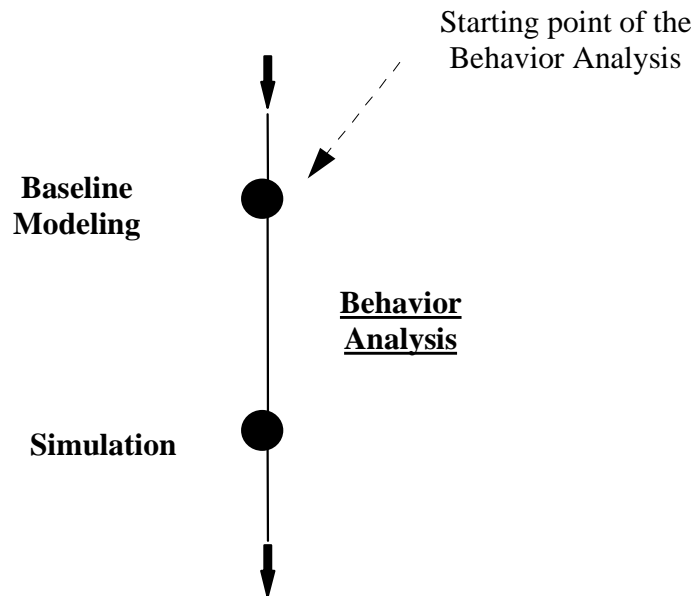 Starting point of the
Behavior Analysis
Baseline
Modeling
Behavior
Analysis
Simulation